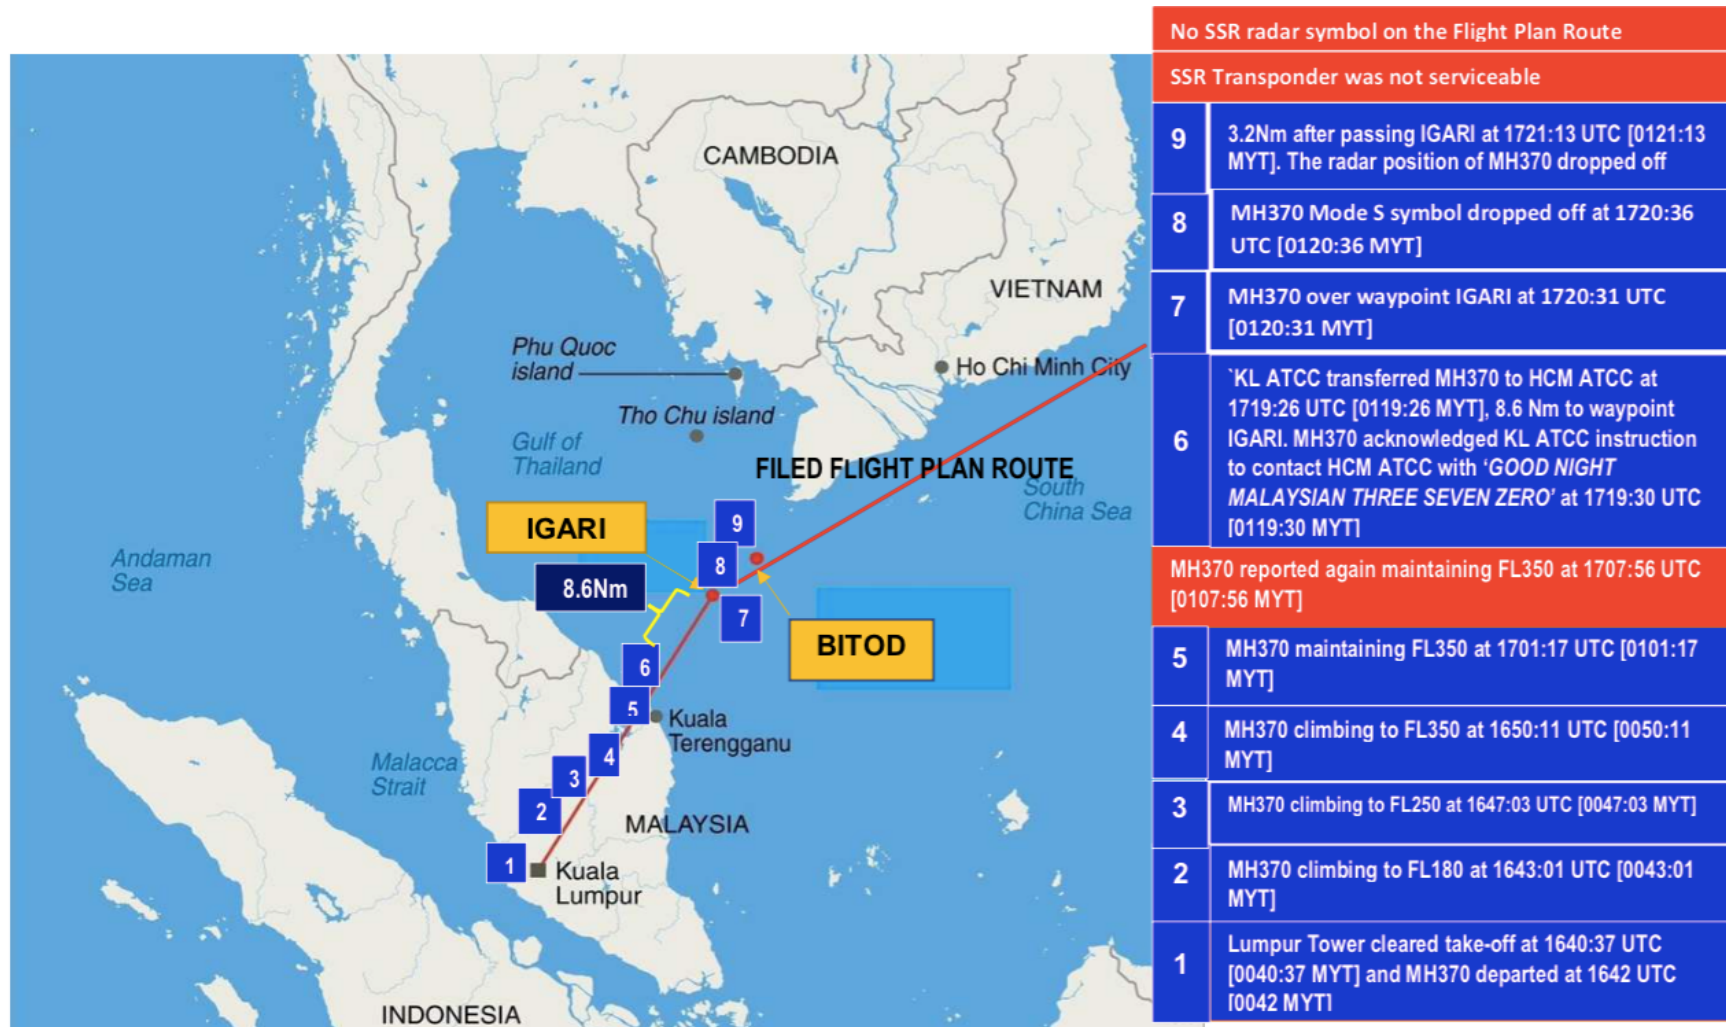 No SSR radar symbol on the Flight Plan Route
SSR Transponder was not serviceable
9
3.2Nm after passing IGARI at 1721:13 UTC [0121:13
MYT]. The radar position of MH370 dropped off
8
MH370 Mode S symbol dropped off at 1720:36
UTC [0120:36 MYT]
7
MH370 over waypoint IGARI at 1720:31 UTC
[0120:31 MYT]
6
`KL ATCC transferred MH370 to HCM ATCC at
1719:26 UTC [0119:26 MYT], 8.6 Nm to waypoint
IGARI. MH370 acknowledged KL ATCC instruction
to contact HCM ATCC with ‘GOOD NIGHT
MALAYSIAN THREE SEVEN ZERO’ at 1719:30 UTC
[0119:30 MYT]
MH370 reported again maintaining FL350 at 1707:56 UTC
[0107:56 MYT]
5
MH370 maintaining FL350 at 1701:17 UTC [0101:17
MYT]
4
MH370 climbing to FL350 at 1650:11 UTC [0050:11
MYT]
3
MH370 climbing to FL250 at 1647:03 UTC [0047:03 MYT]
2
MH370 climbing to FL180 at 1643:01 UTC [0043:01
MYT]
1
Lumpur Tower cleared take-off at 1640:37 UTC
[0040:37 MYT] and MH370 departed at 1642 UTC
[0042 MYT]
CAMBODIA
VIETNAM
Phu Quoc
island
Ho Chi Minh City
Tho Chu island
Gulf of
Thailand
FILED FLIGHT PLAN ROUTE
South
China Sea
IGARI
9
8
8.6Nm
7
BITOD
Andaman
Sea
6
5
Kuala
Terengganu
4
Malacca
Strait
3
2
MALAYSIA
1
Kuala
Lumpur
INDONESIA